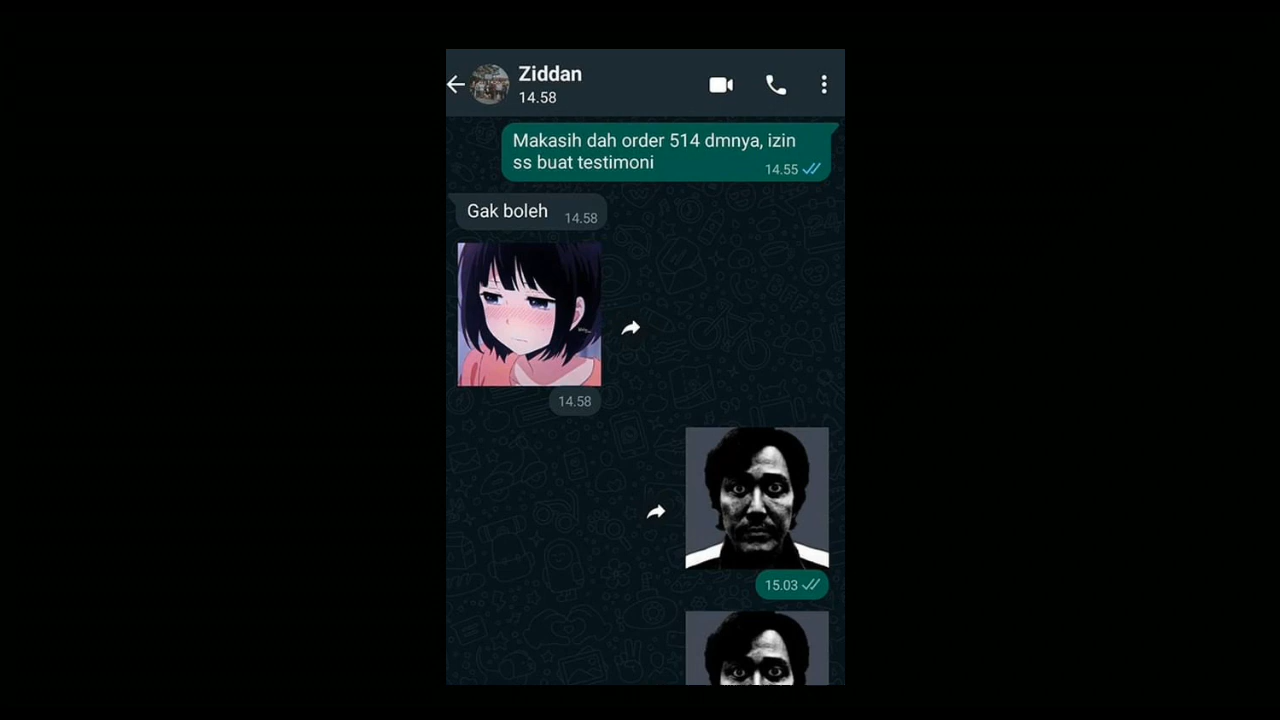 Ziddan
14.58
Makasih dah order 514 dmnya, izin
ss buat testimoni
14.55
Gak boleh
14.58
14.58
15.03